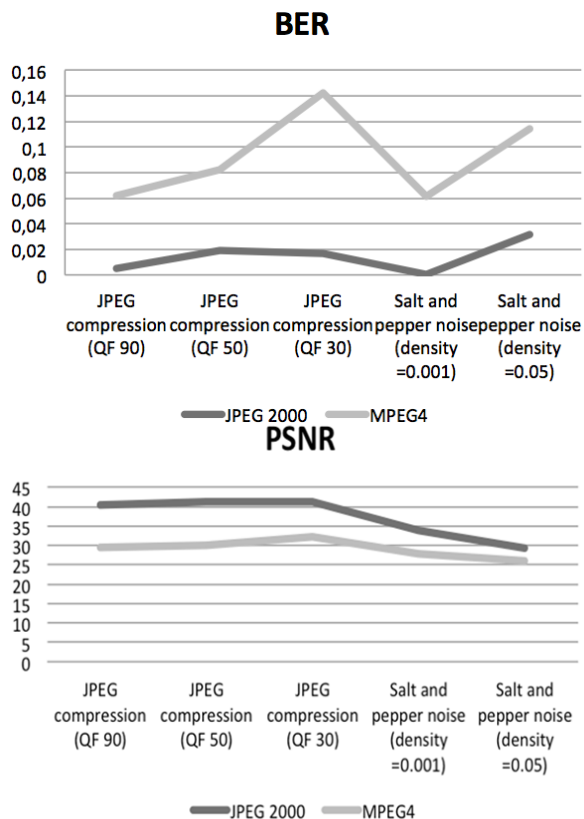 BER
0,16
0,14
0,12
0,1
0,08
0,06
0,04
0,02
0
JPEG compression (QF 90)
JPEG compression (QF 50)
JPEG compression (QF 30)
Salt and pepper noise (density =0.001)
Salt and pepper noise (density =0.05)
JPEG 2000
MPEG4
PSNR
45
40
35
30
25
20
15
10
5
0
JPEG compression (QF 90)
JPEG compression (QF 50)
JPEG compression (QF 30)
Salt and pepper noise (density =0.001)
Salt and pepper noise (density =0.05)
JPEG 2000
MPEG4